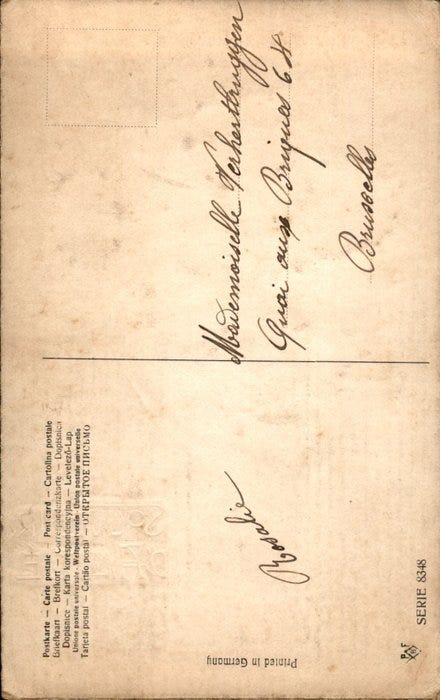 Postkarte — Carte postale — Post card — Cartolina postale
Briefkaart — Brefkort — Correspondenzkarte — Dopisnica
Dopisnice — Karta korespondencyjna — Levelező-Lap
Unione postale universale - Weltpostverein - Union postale universelle
Tarjeta postal — Cartão postal — ОТКРЫТОЕ ПИСЬМО
Rosalie
Mademoiselle Verhertbruggen
Quai aux Briques 64
Bruxelles
Printed in Germany
SERIE 8348